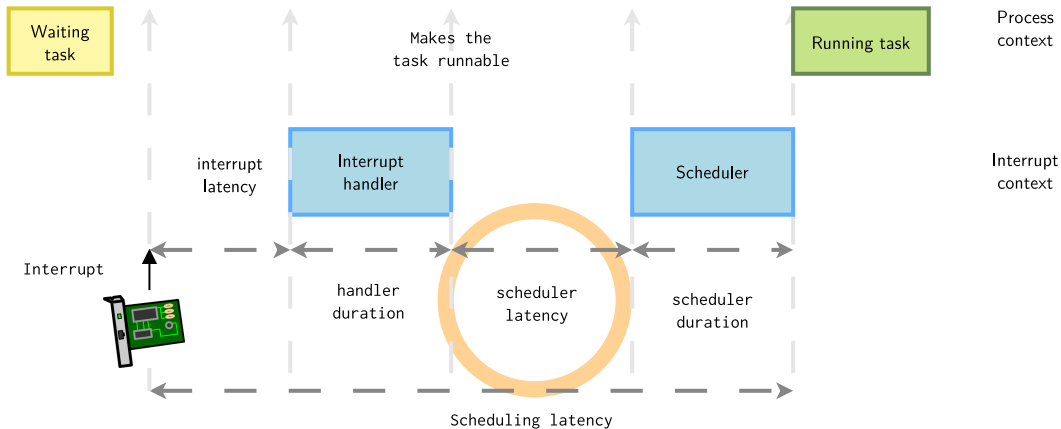 Waiting
task
Makes the
task runnable
Running task
Process
context
interrupt
latency
Interrupt
handler
Scheduler
Interrupt
context
Interrupt
handler
duration
scheduler
latency
scheduler
duration
Scheduling latency